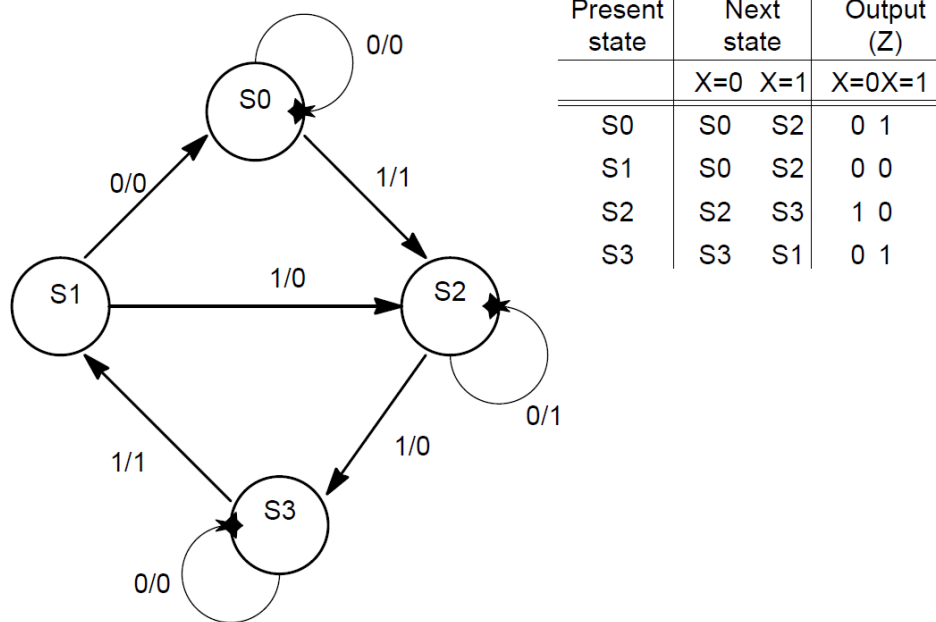 0/0
S0
0/0
1/1
S1
1/0
S2
0/1
1/1
1/0
S3
0/0
Present Next Output
state state (Z)
X=0 X=1 X=0X=1
S0 S0 S2 0 1
S1 S0 S2 0 0
S2 S2 S3 1 0
S3 S3 S1 0 1